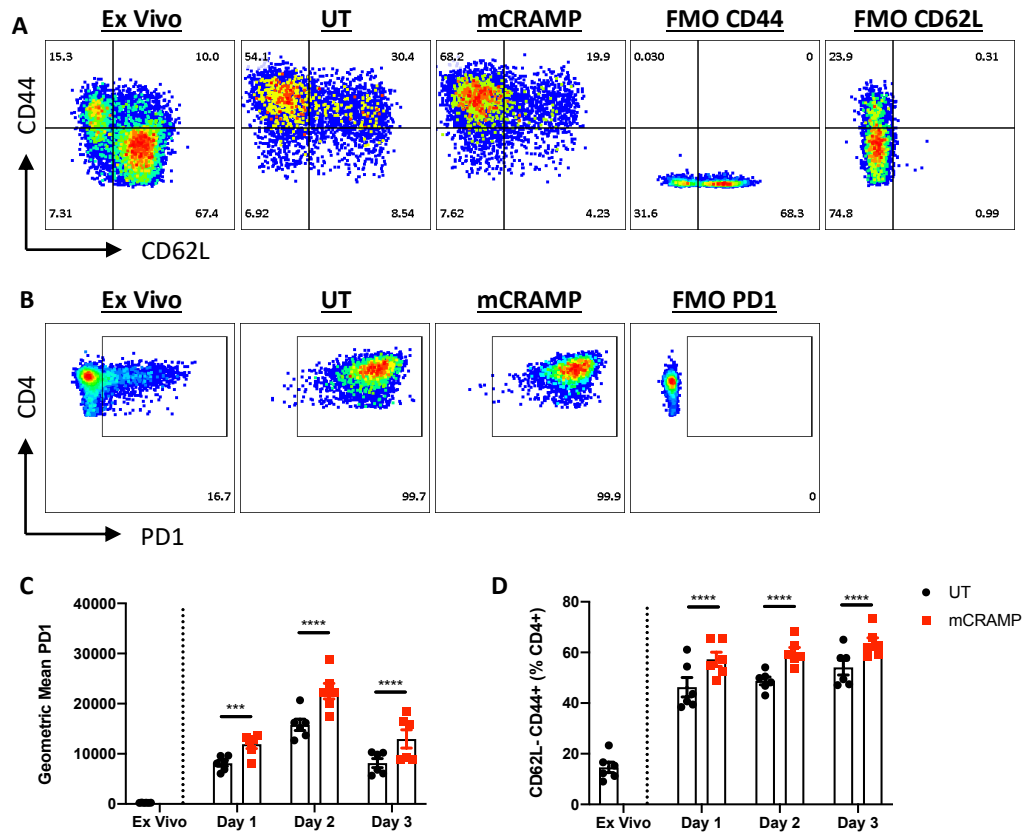 A
Ex Vivo UT mCRAMP FMO CD44 FMO CD62L
15.3 10.0 54.1 30.4 68.2 19.9 0.030 0 23.9 0.31
CD44
7.31 67.4 6.92 8.54 7.62 4.23 31.6 68.3 74.8 0.99
CD62L
B
Ex Vivo UT mCRAMP FMO PD1
CD4
16.7 99.7 99.9 0
PD1
C
Geometric Mean PD1
40000
30000
20000
10000
0
*** **** ****
Ex Vivo Day 1 Day 2 Day 3
D
CD62L- CD44+ (% CD4+)
80
60
40
20
0
**** **** ****
Ex Vivo Day 1 Day 2 Day 3
UT
mCRAMP